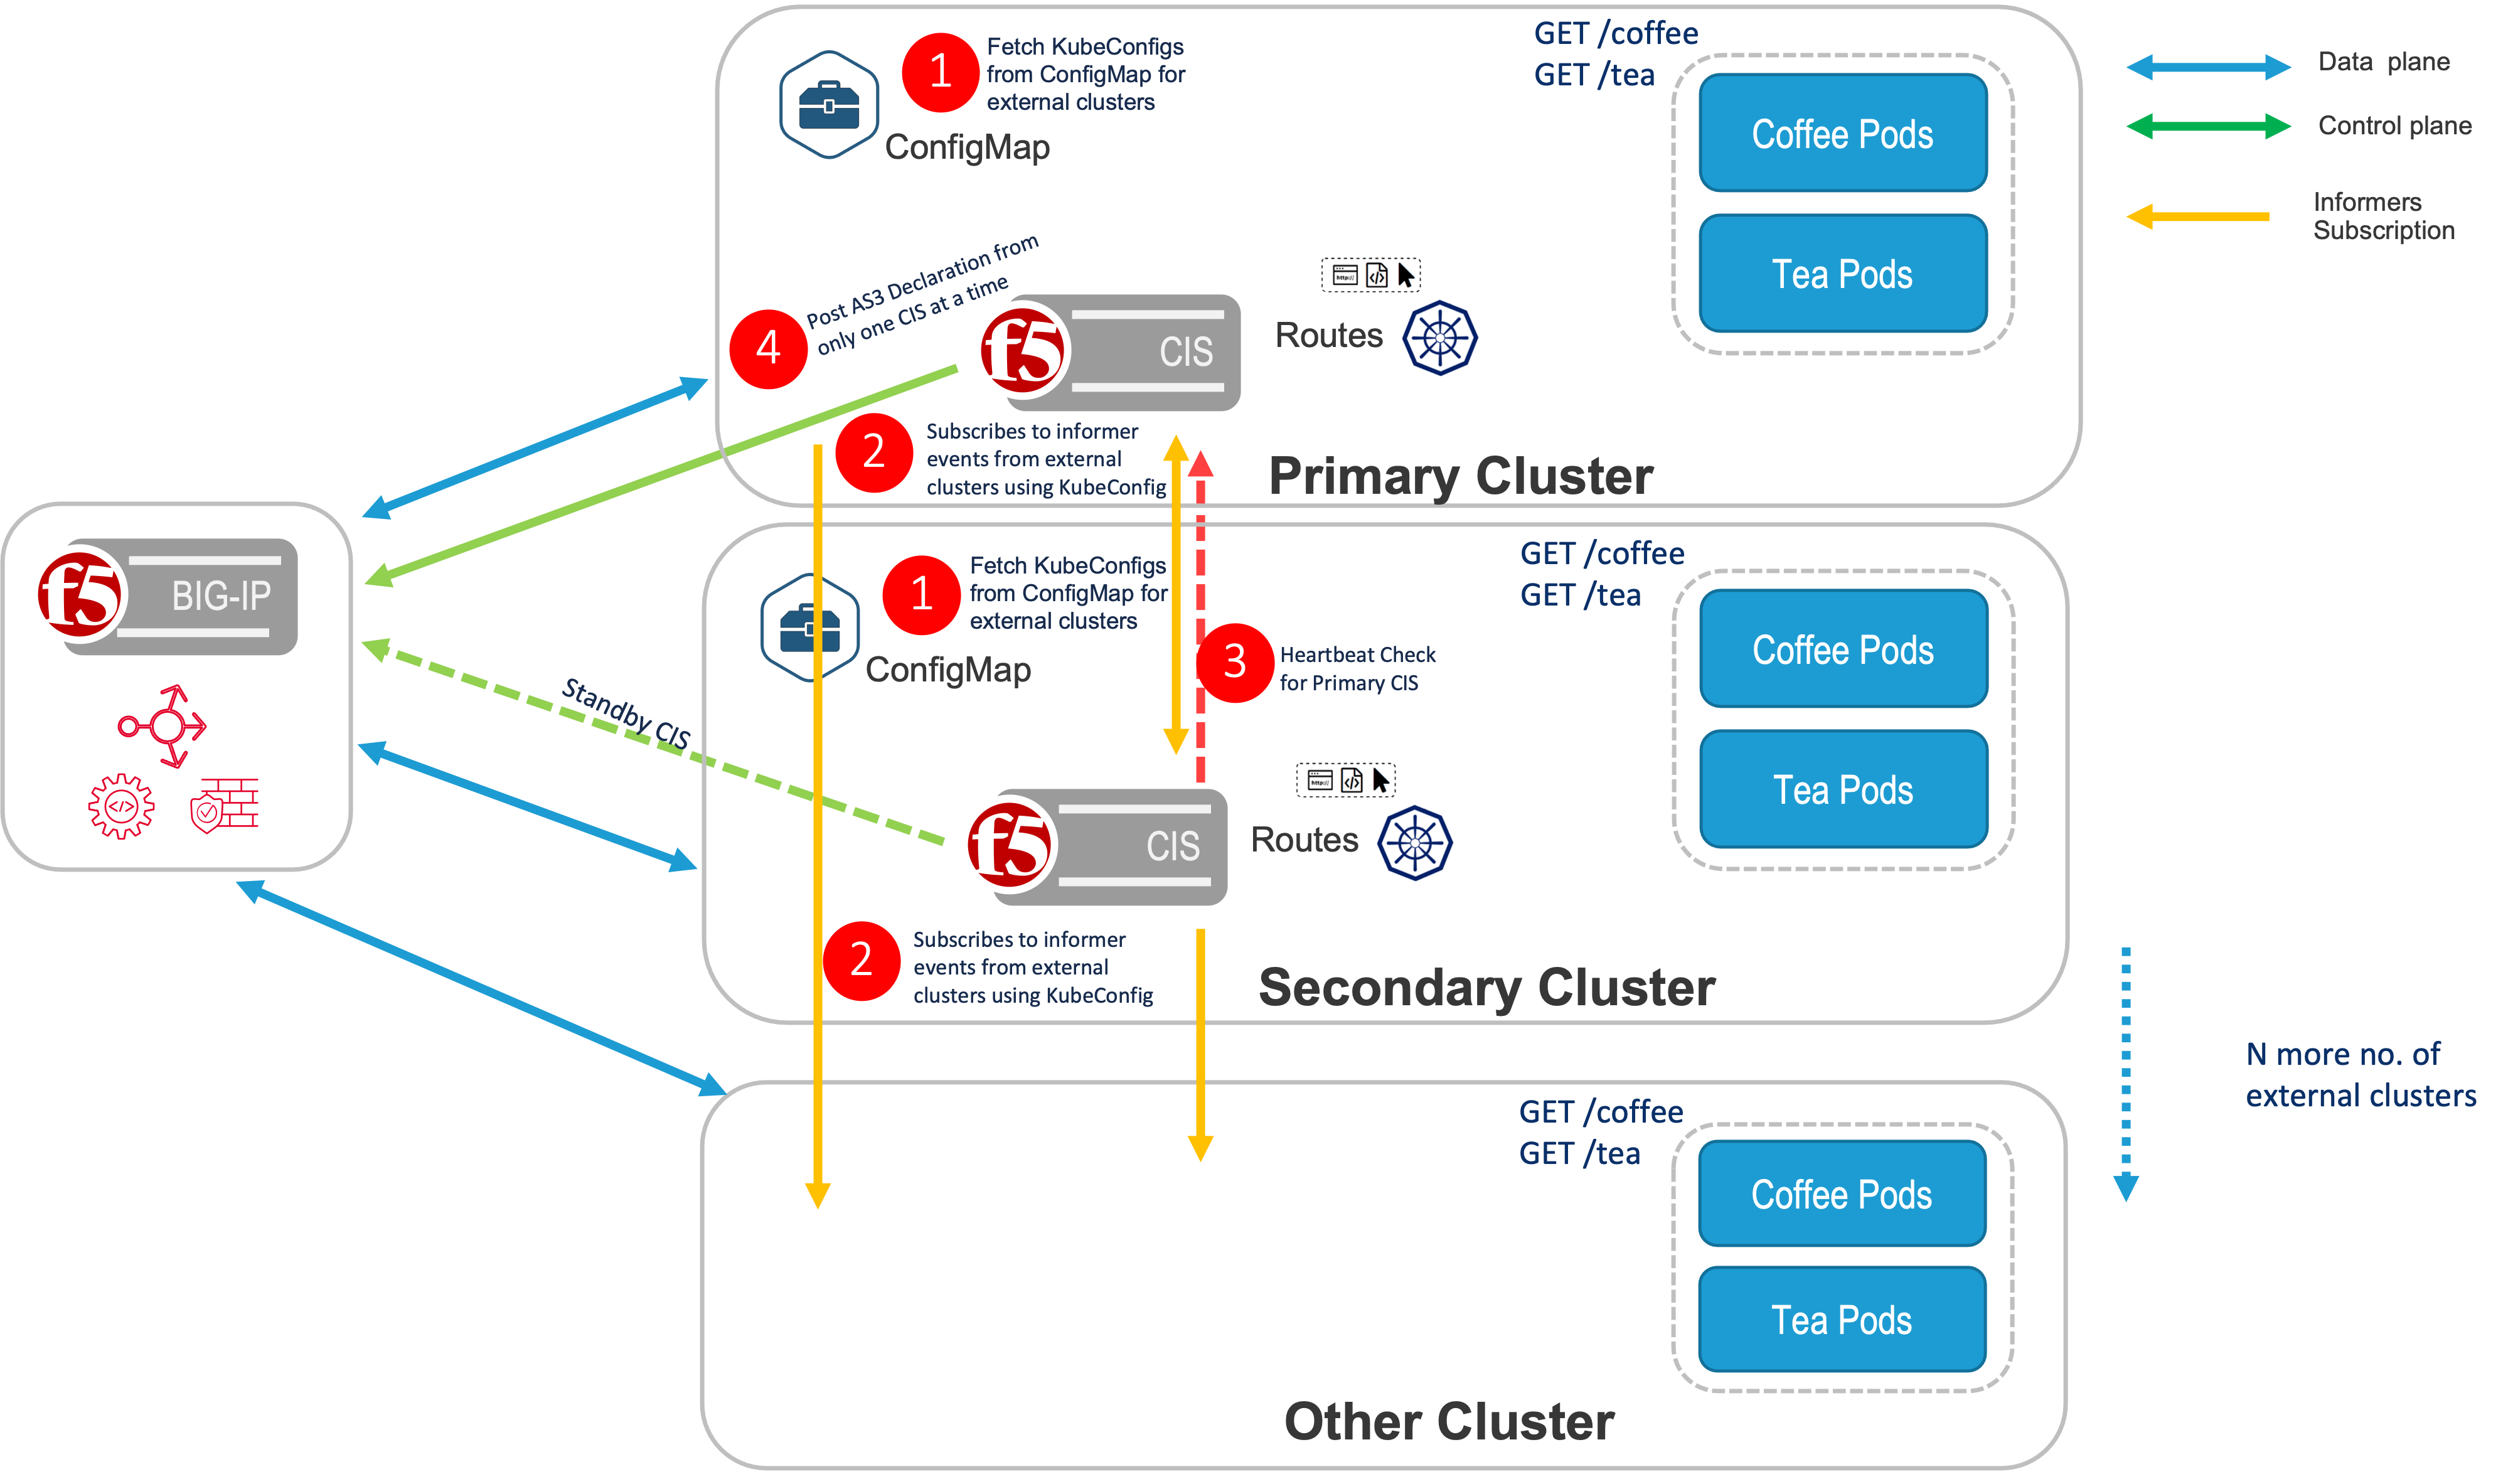 GET /coffee
GET /tea
1
Fetch KubeConfigs
from ConfigMap for
external clusters
ConfigMap
Coffee Pods
Tea Pods
Data plane
Control plane
Informers
Subscription
4
Post AS3 Declaration from
only one CIS at a time
f5
CIS
http://
</>
Routes
2
Subscribes to informer
events from external
clusters using KubeConfig
Primary Cluster
f5
BIG-IP
</>
Standby CIS
GET /coffee
GET /tea
1
Fetch KubeConfigs
from ConfigMap for
external clusters
ConfigMap
3
Heartbeat Check
for Primary CIS
Coffee Pods
Tea Pods
f5
CIS
http://
</>
Routes
2
Subscribes to informer
events from external
clusters using KubeConfig
Secondary Cluster
N more no. of
external clusters
GET /coffee
GET /tea
Coffee Pods
Tea Pods
Other Cluster